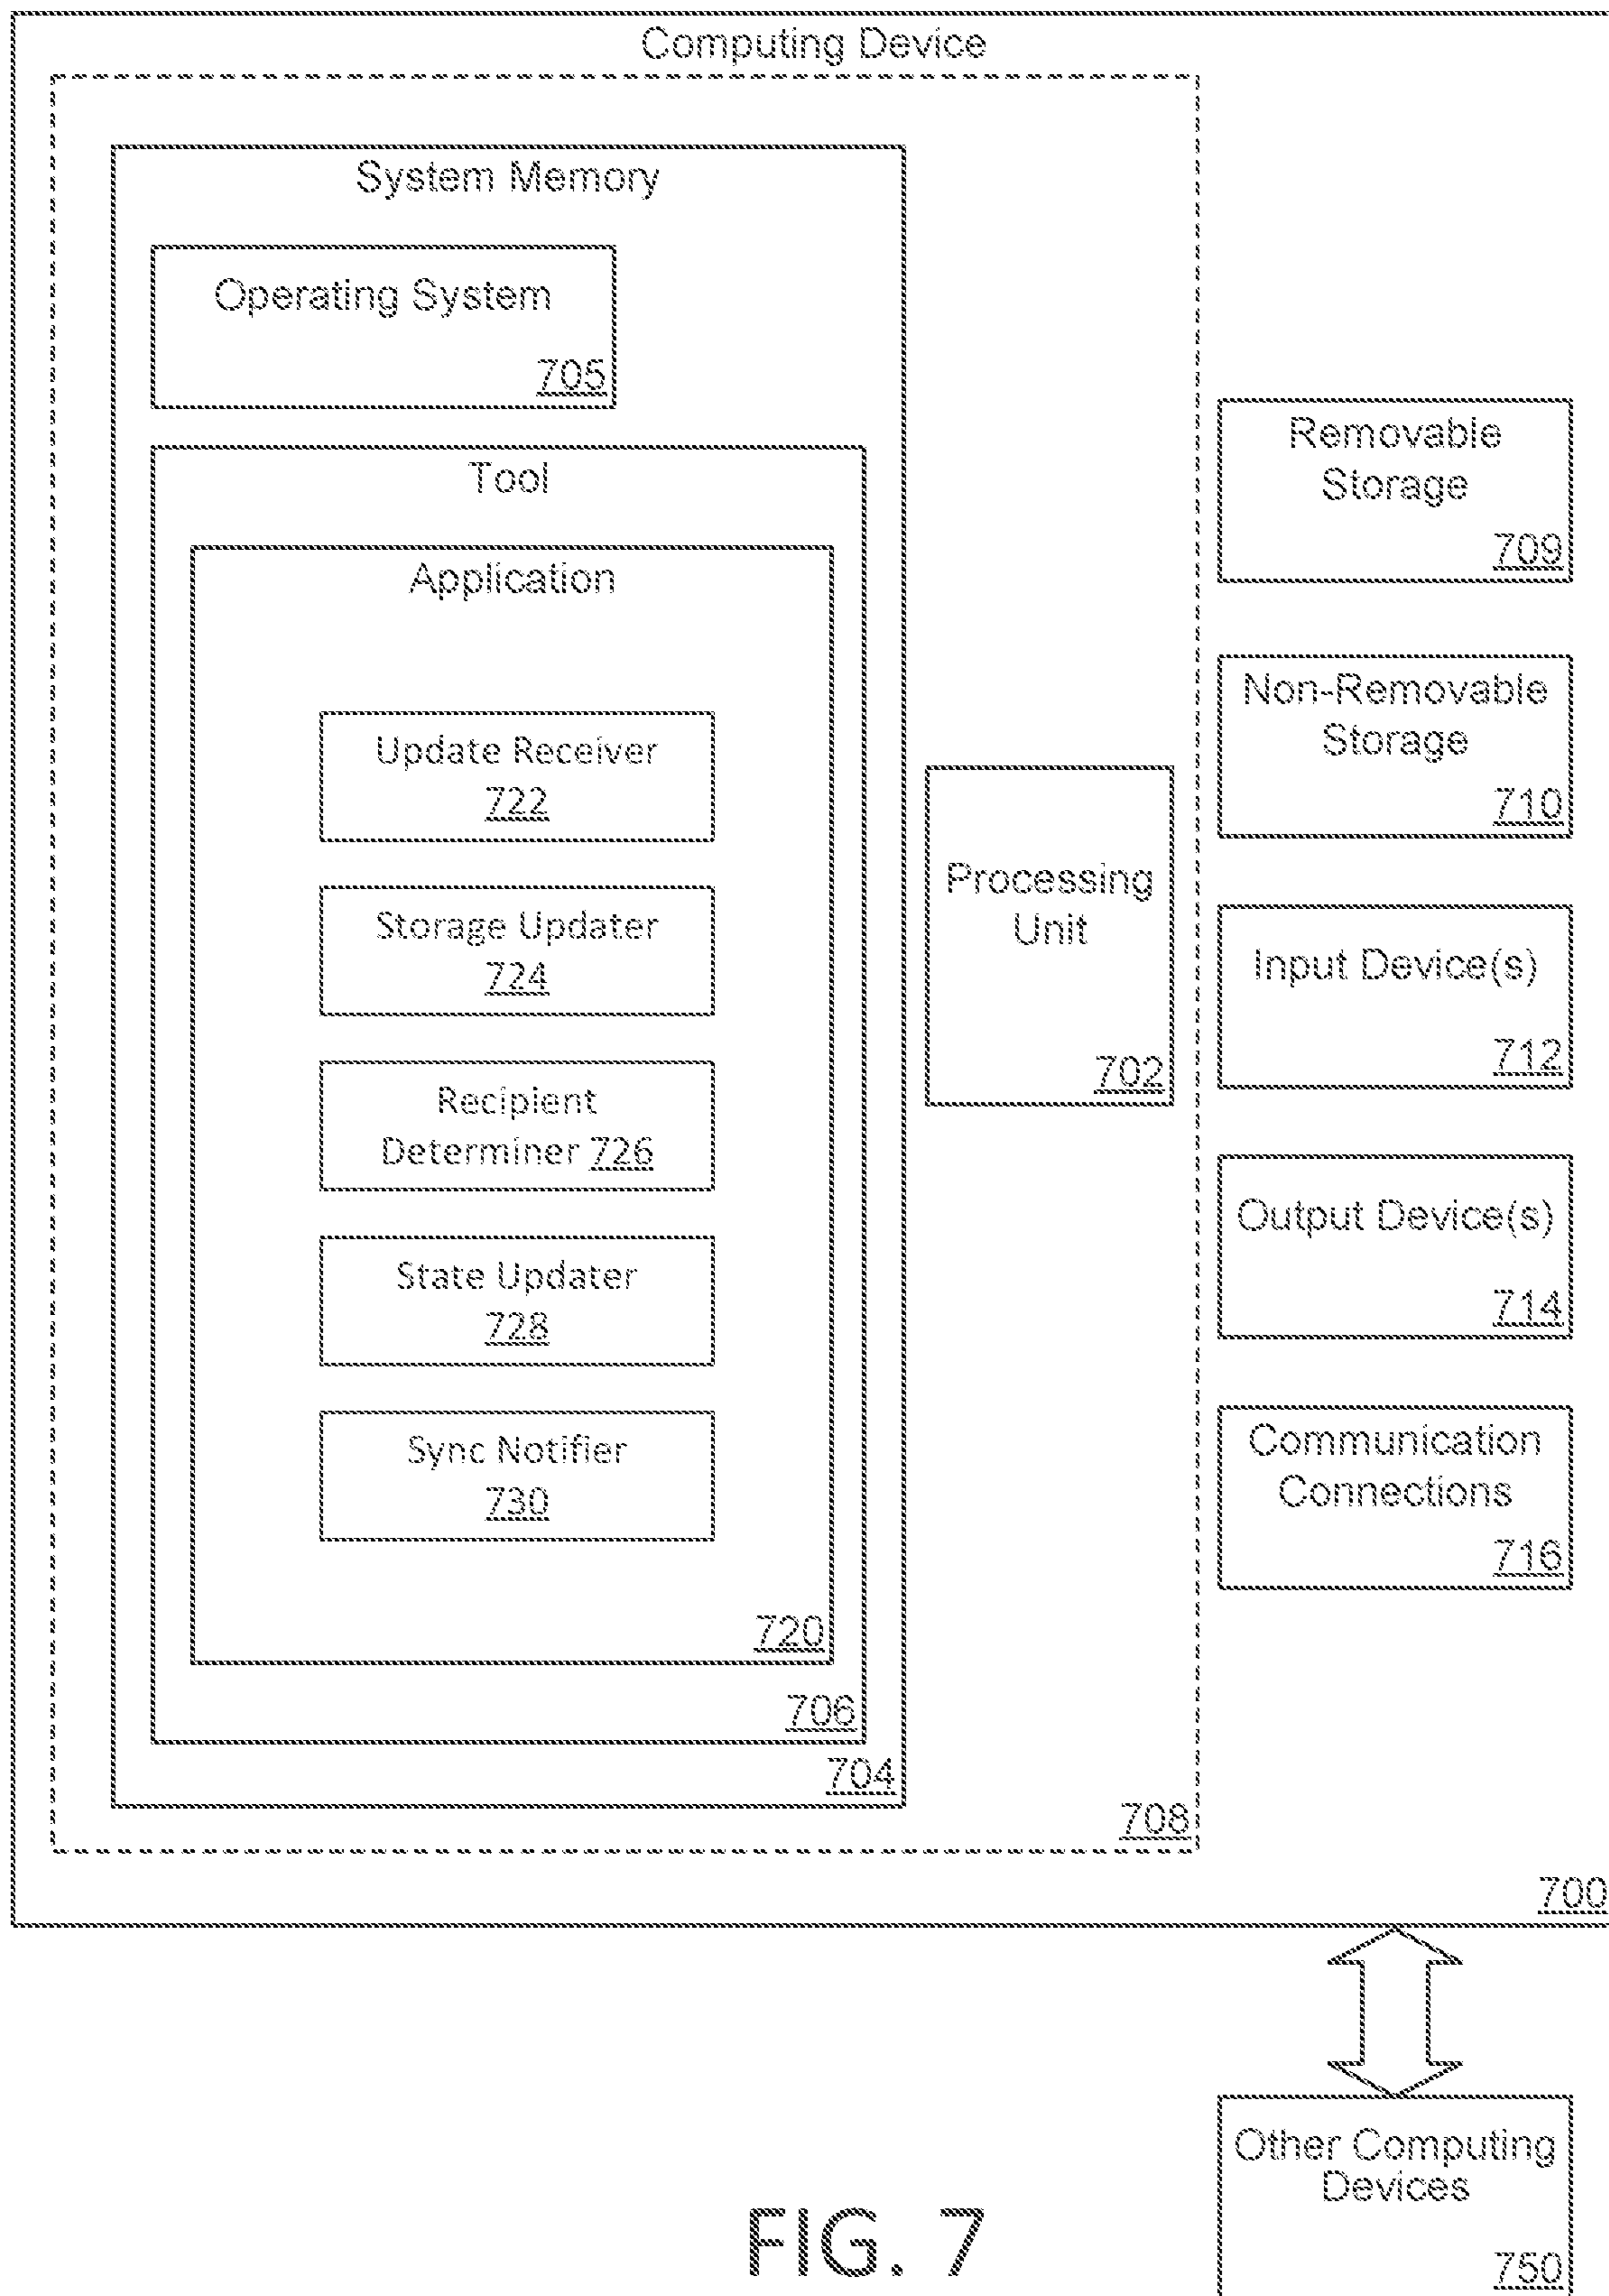 Computing Device
System Memory
Operating System
705
Tool
Application
Update Receiver
722
Storage Updater
724
Recipient
Determiner 726
State Updater
728
Sync Notifier
730
720
706
704
Processing
Unit
702
708
Removable
Storage
709
Non-Removable
Storage
710
Input Device(s)
712
Output Device(s)
714
Communication
Connections
716
700
Other Computing
Devices
750
FIG. 7